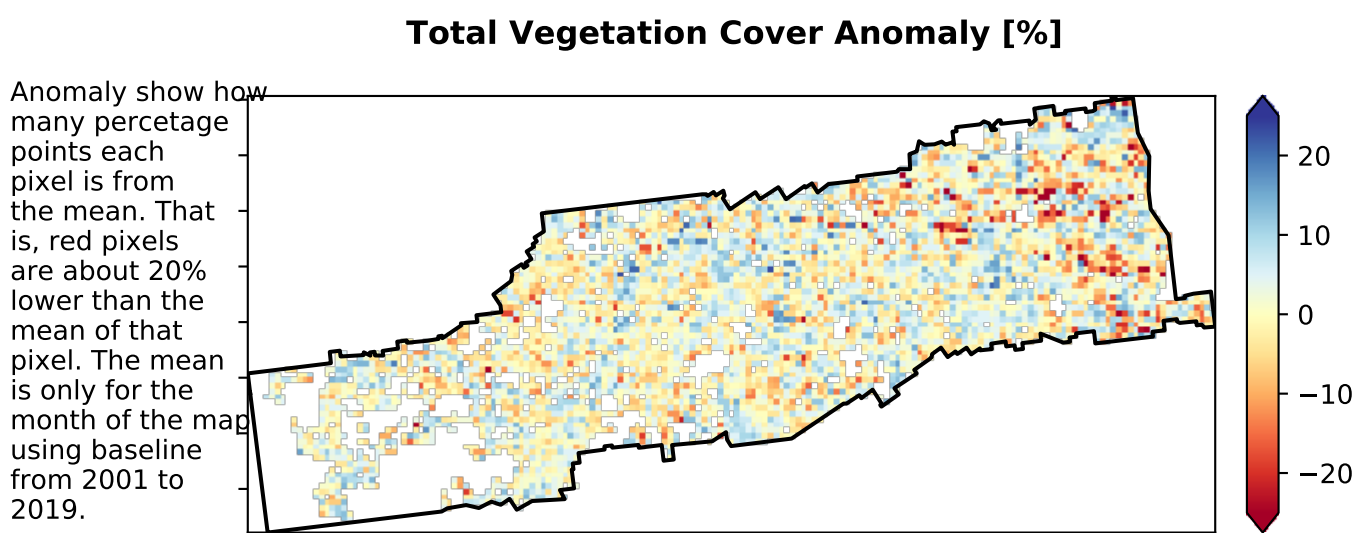 Total Vegetation Cover Anomaly [%]
Anomaly show how
many percetage
points each
pixel is from
the mean. That
is, red pixels
are about 20%
lower than the
mean of that
pixel. The mean
is only for the
month of the map
using baseline
from 2001 to
2019.
20
10
0
−10
−20